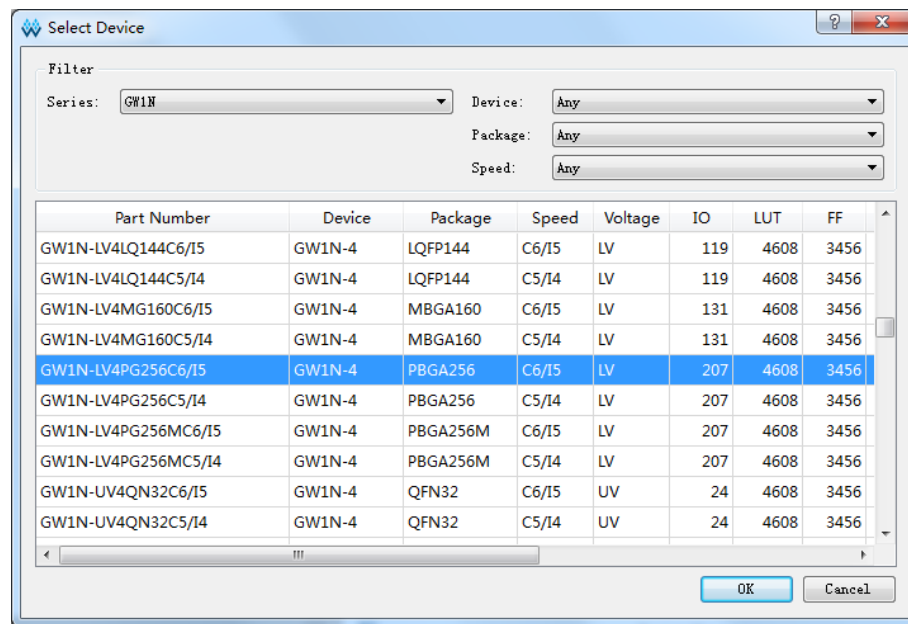 Select Device
Filter
Series: GW1N Device: Any
Package: Any
Speed: Any
Part Number Device Package Speed Voltage IO LUT FF
GW1N-LV4LQ144C6/I5 GW1N-4 LQFP144 C6/I5 LV 119 4608 3456
GW1N-LV4LQ144C5/I4 GW1N-4 LQFP144 C5/I4 LV 119 4608 3456
GW1N-LV4MG160C6/I5 GW1N-4 MBGA160 C6/I5 LV 131 4608 3456
GW1N-LV4MG160C5/I4 GW1N-4 MBGA160 C5/I4 LV 131 4608 3456
GW1N-LV4PG256C6/I5 GW1N-4 PBGA256 C6/I5 LV 207 4608 3456
GW1N-LV4PG256C5/I4 GW1N-4 PBGA256 C5/I4 LV 207 4608 3456
GW1N-LV4PG256MC6/I5 GW1N-4 PBGA256M C6/I5 LV 207 4608 3456
GW1N-LV4PG256MC5/I4 GW1N-4 PBGA256M C5/I4 LV 207 4608 3456
GW1N-UV4QN32C6/I5 GW1N-4 QFN32 C6/I5 UV 24 4608 3456
GW1N-UV4QN32C5/I4 GW1N-4 QFN32 C5/I4 UV 24 4608 3456
OK Cancel